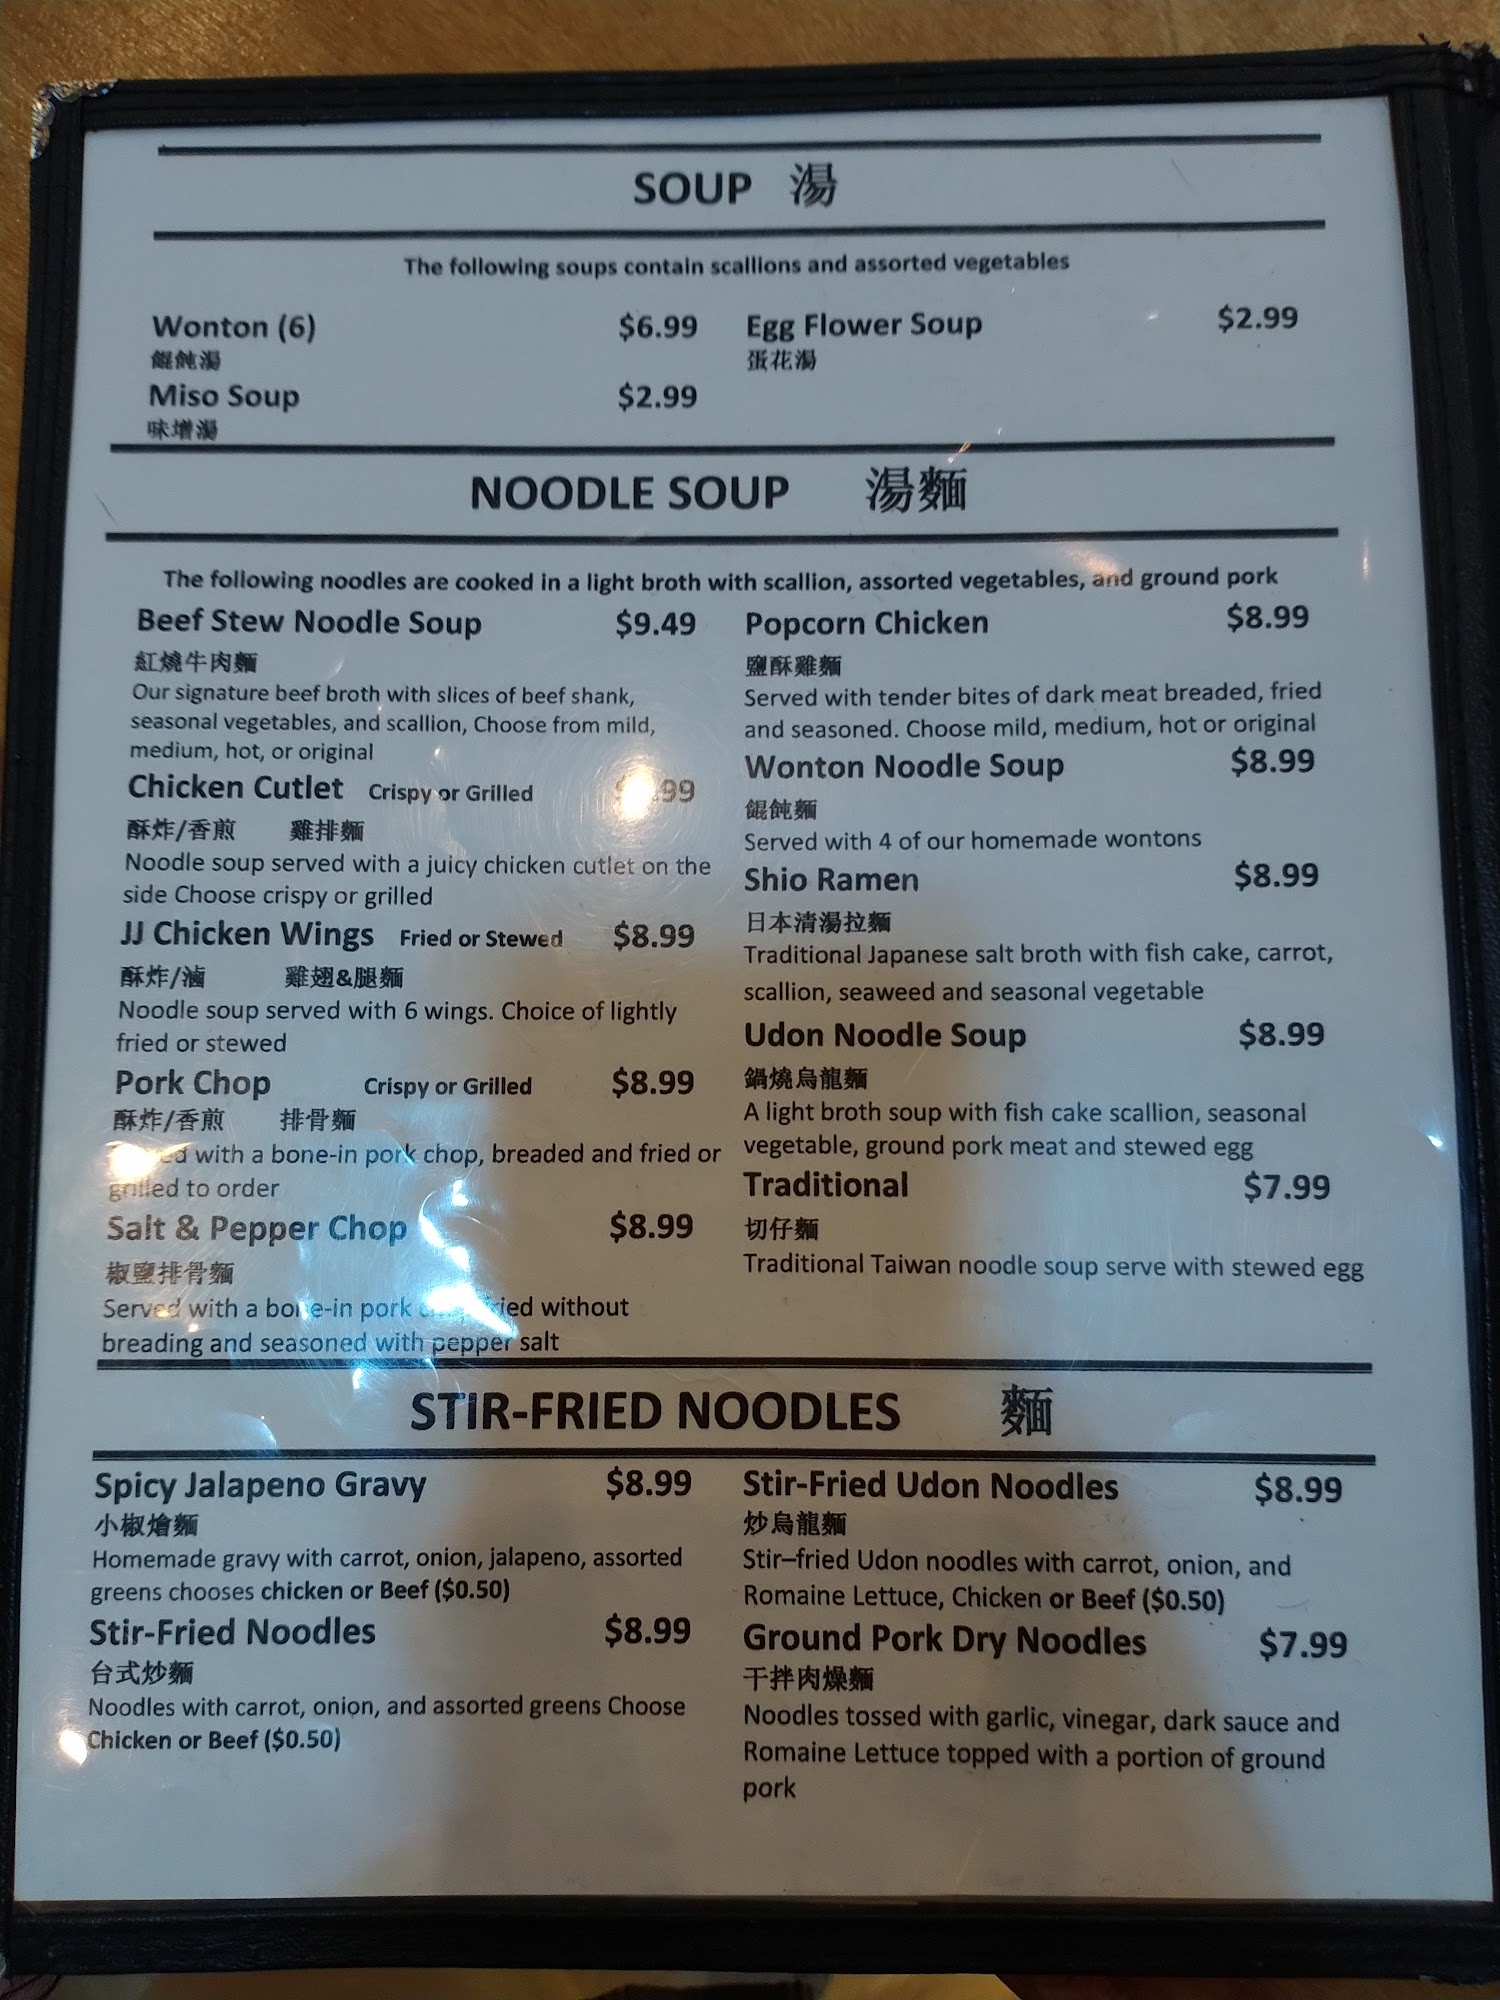 SOUP 湯
The following soups contain scallions and assorted vegetables
Wonton (6) $6.99
餛飩湯
Miso Soup $2.99
味增湯
Egg Flower Soup $2.99
蛋花湯
NOODLE SOUP 湯麵
The following noodles are cooked in a light broth with scallion, assorted vegetables, and ground pork
Beef Stew Noodle Soup $9.49
紅燒牛肉麵
Our signature beef broth with slices of beef shank,
seasonal vegetables, and scallion, Choose from mild,
medium, hot, or original
Chicken Cutlet Crispy or Grilled
酥炸/香煎 雞排麵
Noodle soup served with a juicy chicken cutlet on the
side Choose crispy or grilled
JJ Chicken Wings Fried or Stewed $8.99
酥炸/滷 雞翅&腿麵
Noodle soup served with 6 wings. Choice of lightly
fried or stewed
Pork Chop Crispy or Grilled $8.99
酥炸/香煎 排骨麵
with a bone-in pork chop, breaded and fried or
grilled to order
Salt & Pepper Chop $8.99
椒鹽排骨麵
Served with a bone-in pork without
breading and seasoned with pepper salt
Popcorn Chicken $8.99
鹽酥雞麵
Served with tender bites of dark meat breaded, fried
and seasoned. Choose mild, medium, hot or original
Wonton Noodle Soup $8.99
餛飩麵
Served with 4 of our homemade wontons
Shio Ramen $8.99
日本清湯拉麵
Traditional Japanese salt broth with fish cake, carrot,
scallion, seaweed and seasonal vegetable
Udon Noodle Soup $8.99
鍋燒烏龍麵
A light broth soup with fish cake scallion, seasonal
vegetable, ground pork meat and stewed egg
Traditional $7.99
切仔麵
Traditional Taiwan noodle soup serve with stewed egg
STIR-FRIED NOODLES 麵
Spicy Jalapeno Gravy $8.99
小椒燴麵
Homemade gravy with carrot, onion, jalapeno, assorted
greens chooses chicken or Beef ($0.50)
Stir-Fried Noodles $8.99
台式炒麵
Noodles with carrot, onion, and assorted greens Choose
Chicken or Beef ($0.50)
Stir-Fried Udon Noodles $8.99
炒烏龍麵
Stir–fried Udon noodles with carrot, onion, and
Romaine Lettuce, Chicken or Beef ($0.50)
Ground Pork Dry Noodles $7.99
干拌肉燥麵
Noodles tossed with garlic, vinegar, dark sauce and
Romaine Lettuce topped with a portion of ground
pork